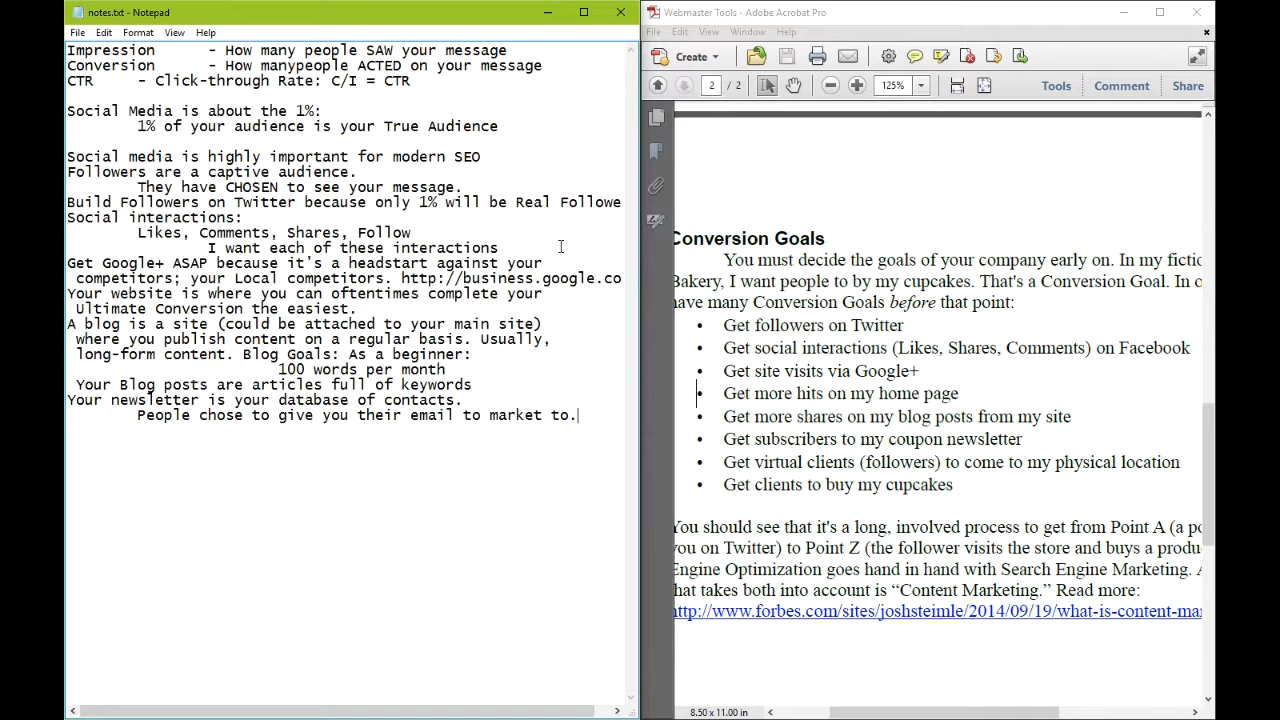 notes.txt - Notepad
File Edit Format View Help
Impression - How many people SAW your message
Conversion - How manypeople ACTED on your message
CTR - Click-through Rate: C/I = CTR
Social Media is about the 1%:
1% of your audience is your True Audience
Social media is highly important for modern SEO
Followers are a captive audience.
They have CHOSEN to see your message.
Build Followers on Twitter because only 1% will be Real Followe
Social interactions:
Likes, Comments, Shares, Follow
I want each of these interactions
Get Google+ ASAP because it's a headstart against your
competitors; your Local competitors. http://business.google.co
Your website is where you can oftentimes complete your
Ultimate Conversion the easiest.
A blog is a site (could be attached to your main site)
where you publish content on a regular basis. Usually,
long-form content. Blog Goals: As a beginner:
100 words per month
Your Blog posts are articles full of keywords
Your newsletter is your database of contacts.
People chose to give you their email to market to.
Webmaster Tools - Adobe Acrobat Pro
File Edit View Window Help
Create
2 / 2 125% Tools Comment Share
Conversion Goals
You must decide the goals of your company early on. In my fictio
Bakery, I want people to by my cupcakes. That's a Conversion Goal. In o
have many Conversion Goals before that point:
• Get followers on Twitter
• Get social interactions (Likes, Shares, Comments) on Facebook
• Get site visits via Google+
• Get more hits on my home page
• Get more shares on my blog posts from my site
• Get subscribers to my coupon newsletter
• Get virtual clients (followers) to come to my physical location
• Get clients to buy my cupcakes
You should see that it's a long, involved process to get from Point A (a po
you on Twitter) to Point Z (the follower visits the store and buys a produ
Engine Optimization goes hand in hand with Search Engine Marketing. A
that takes both into account is “Content Marketing.” Read more:
http://www.forbes.com/sites/joshsteimle/2014/09/19/what-is-content-mar
8.50 x 11.00 in